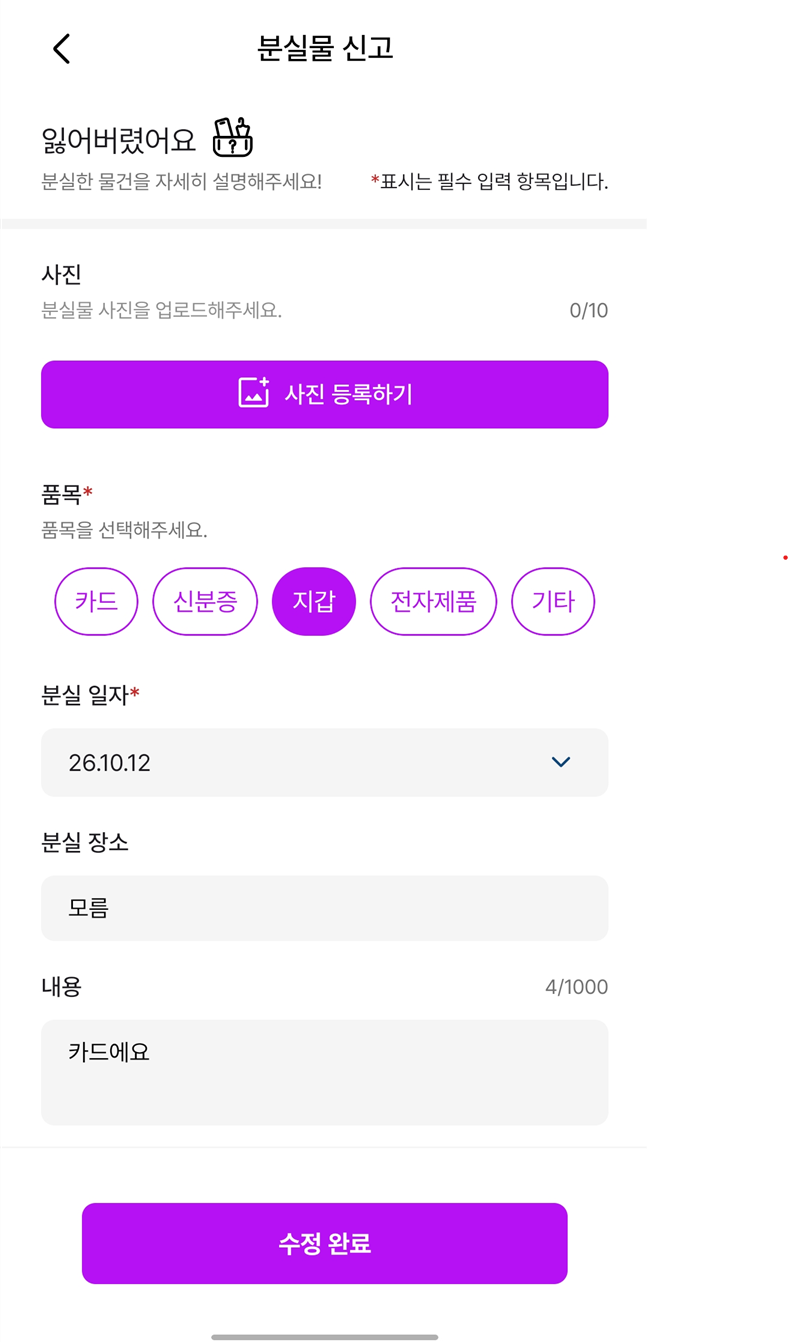 분실물 신고
잃어버렸어요
분실한 물건을 자세히 설명해주세요! *표시는 필수 입력 항목입니다.
사진
분실물 사진을 업로드해주세요. 0/10
사진 등록하기
품목*
품목을 선택해주세요.
카드 신분증 지갑 전자제품 기타
분실 일자*
26.10.12
분실 장소
모름
내용 4/1000
카드에요
수정 완료